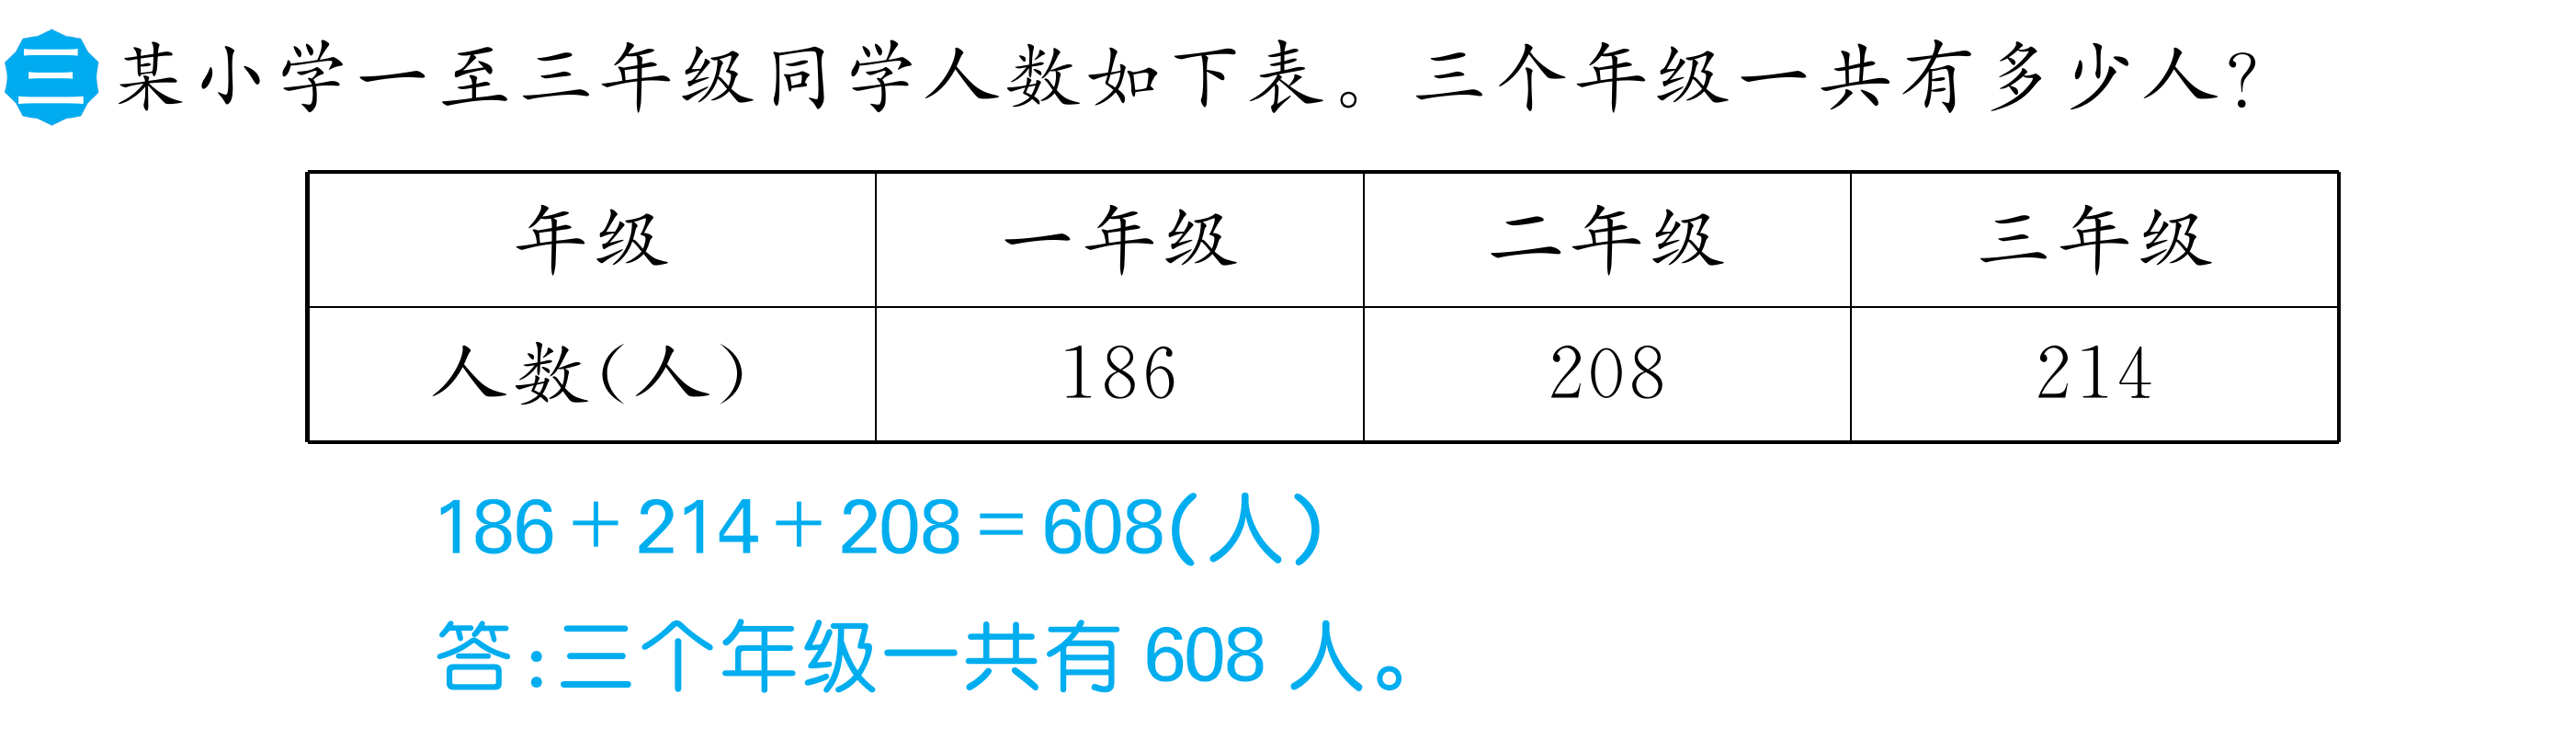 三 某小学一至三年级同学人数如下表。三个年级一共有多少人?
年级 一年级 二年级 三年级
人数(人) 186 208 214
186+214+208=608(人)
答:三个年级一共有 608 人。